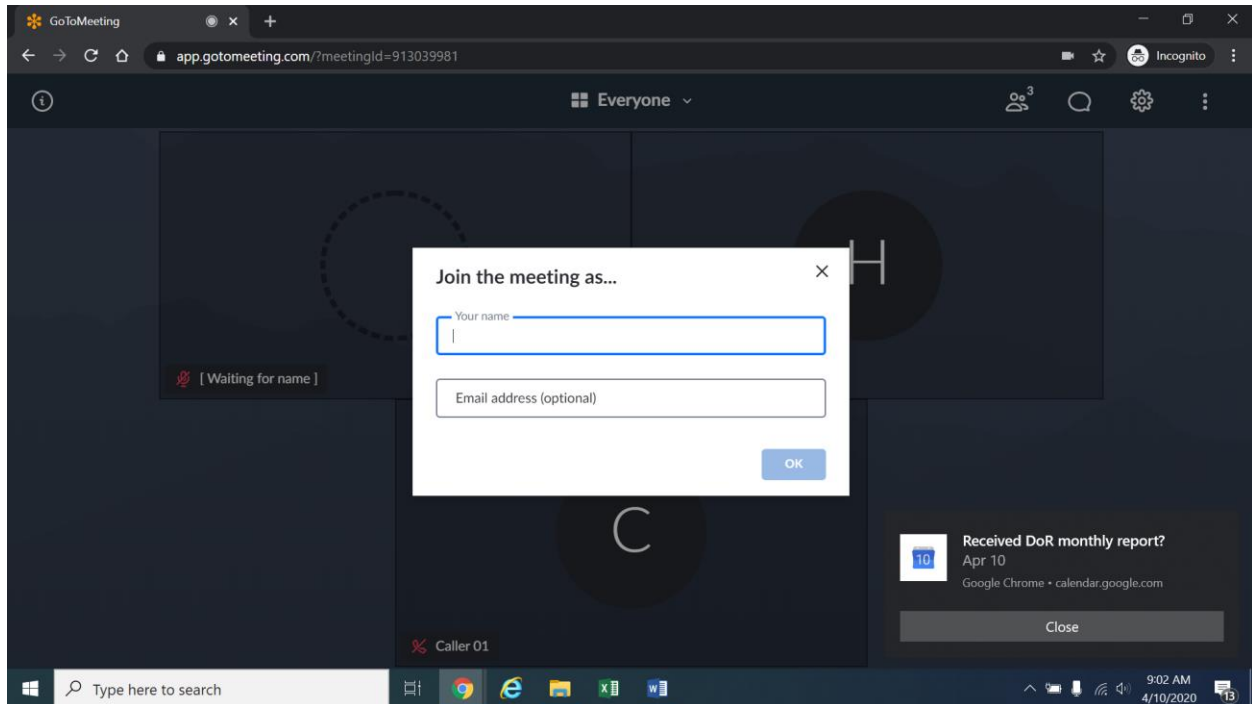 GoToMeeting
app.gotomeeting.com/?meetingId=913039981
Incognito
Everyone
3
H
Join the meeting as...
Your name
Email address (optional)
OK
[ Waiting for name ]
C
Caller 01
10
Received DoR monthly report?
Apr 10
Google Chrome • calendar.google.com
Close
Type here to search
9:02 AM
4/10/2020
13